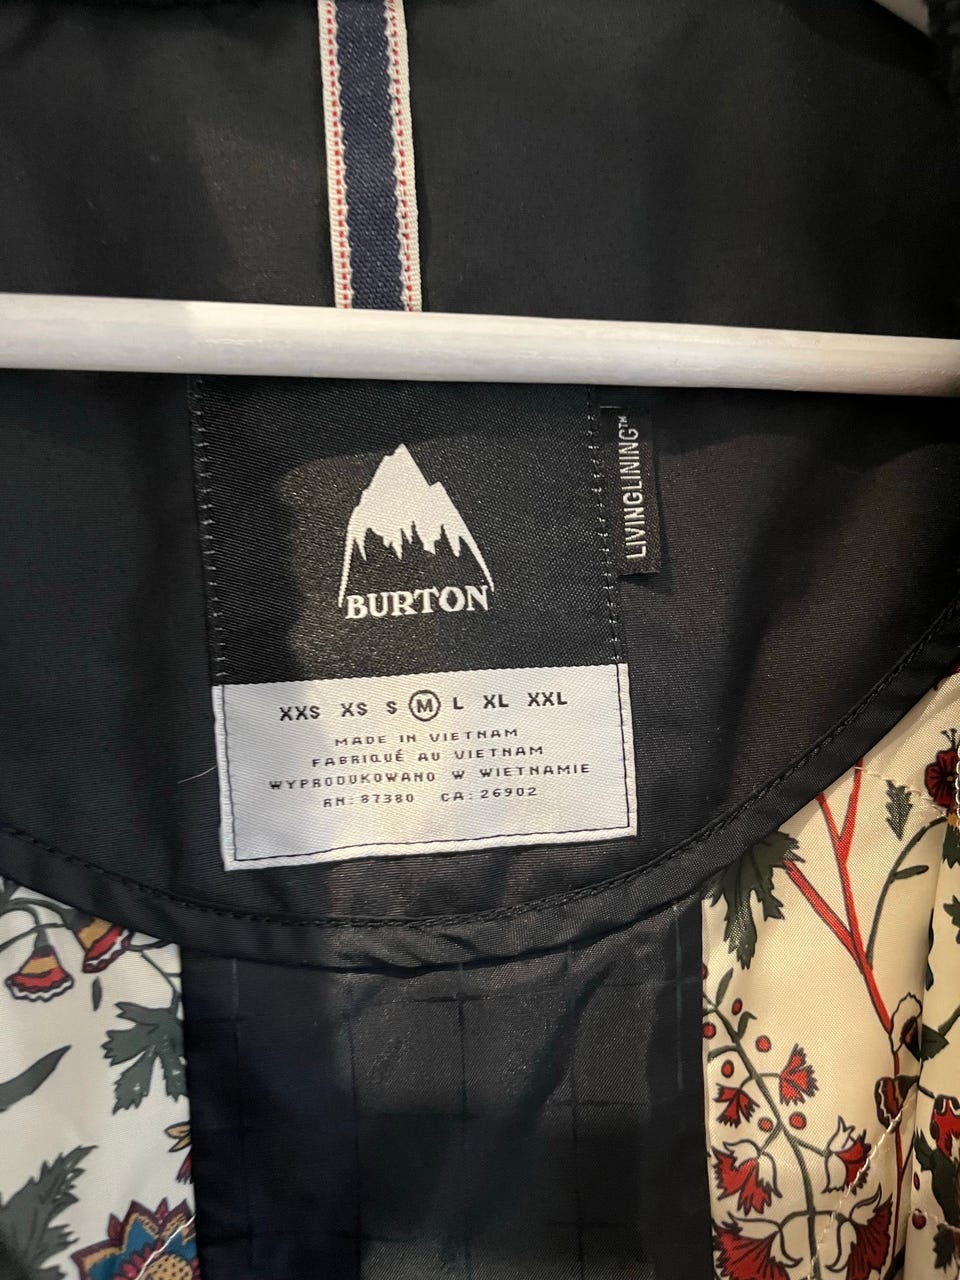 BURTON
LIVINGLINING™
XXS XS S M L XL XXL
MADE IN VIETNAM
FABRIQUÉ AU VIETNAM
WYPRODUKOWANO W WIETNAMIE
RN: 87380 CA: 26902